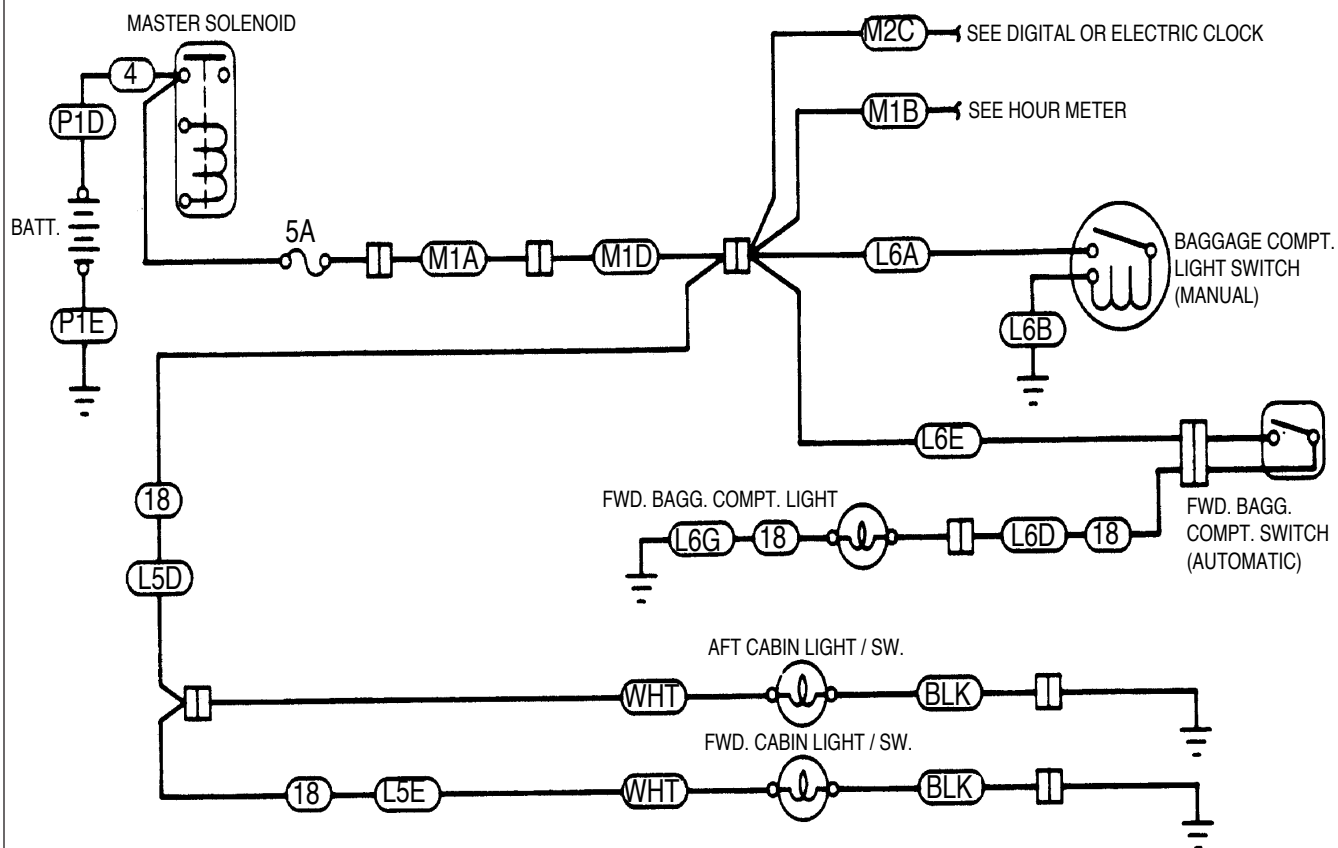 MASTER SOLENOID
4
P1D
BATT.
P1E
5A
M1A
M1D
M2C
SEE DIGITAL OR ELECTRIC CLOCK
M1B
SEE HOUR METER
L6A
BAGGAGE COMPT.
LIGHT SWITCH
(MANUAL)
L6B
L6E
FWD. BAGG.
COMPT. SWITCH
(AUTOMATIC)
FWD. BAGG. COMPT. LIGHT
L6G
18
L6D
18
18
L5D
AFT CABIN LIGHT / SW.
WHT
BLK
FWD. CABIN LIGHT / SW.
18
L5E
WHT
BLK